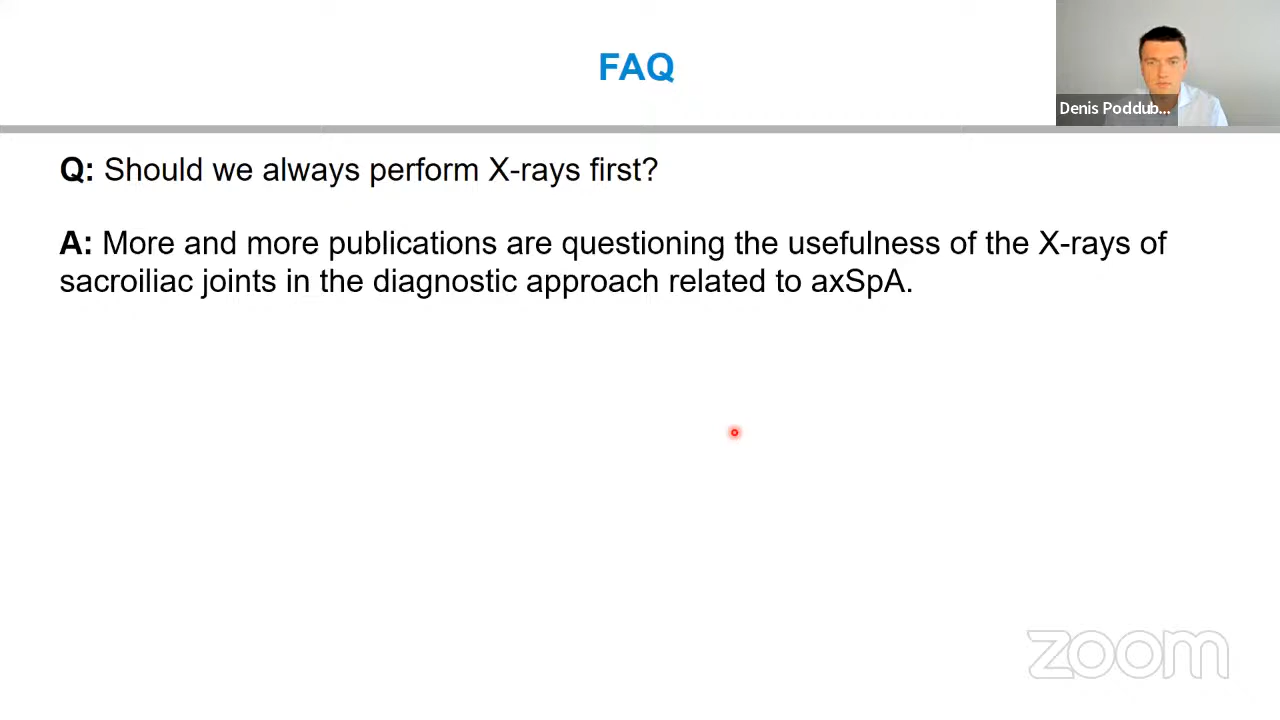 FAQ
Denis Poddub...
Q: Should we always perform X-rays first?
A: More and more publications are questioning the usefulness of the X-rays of
sacroiliac joints in the diagnostic approach related to axSpA.
zoom